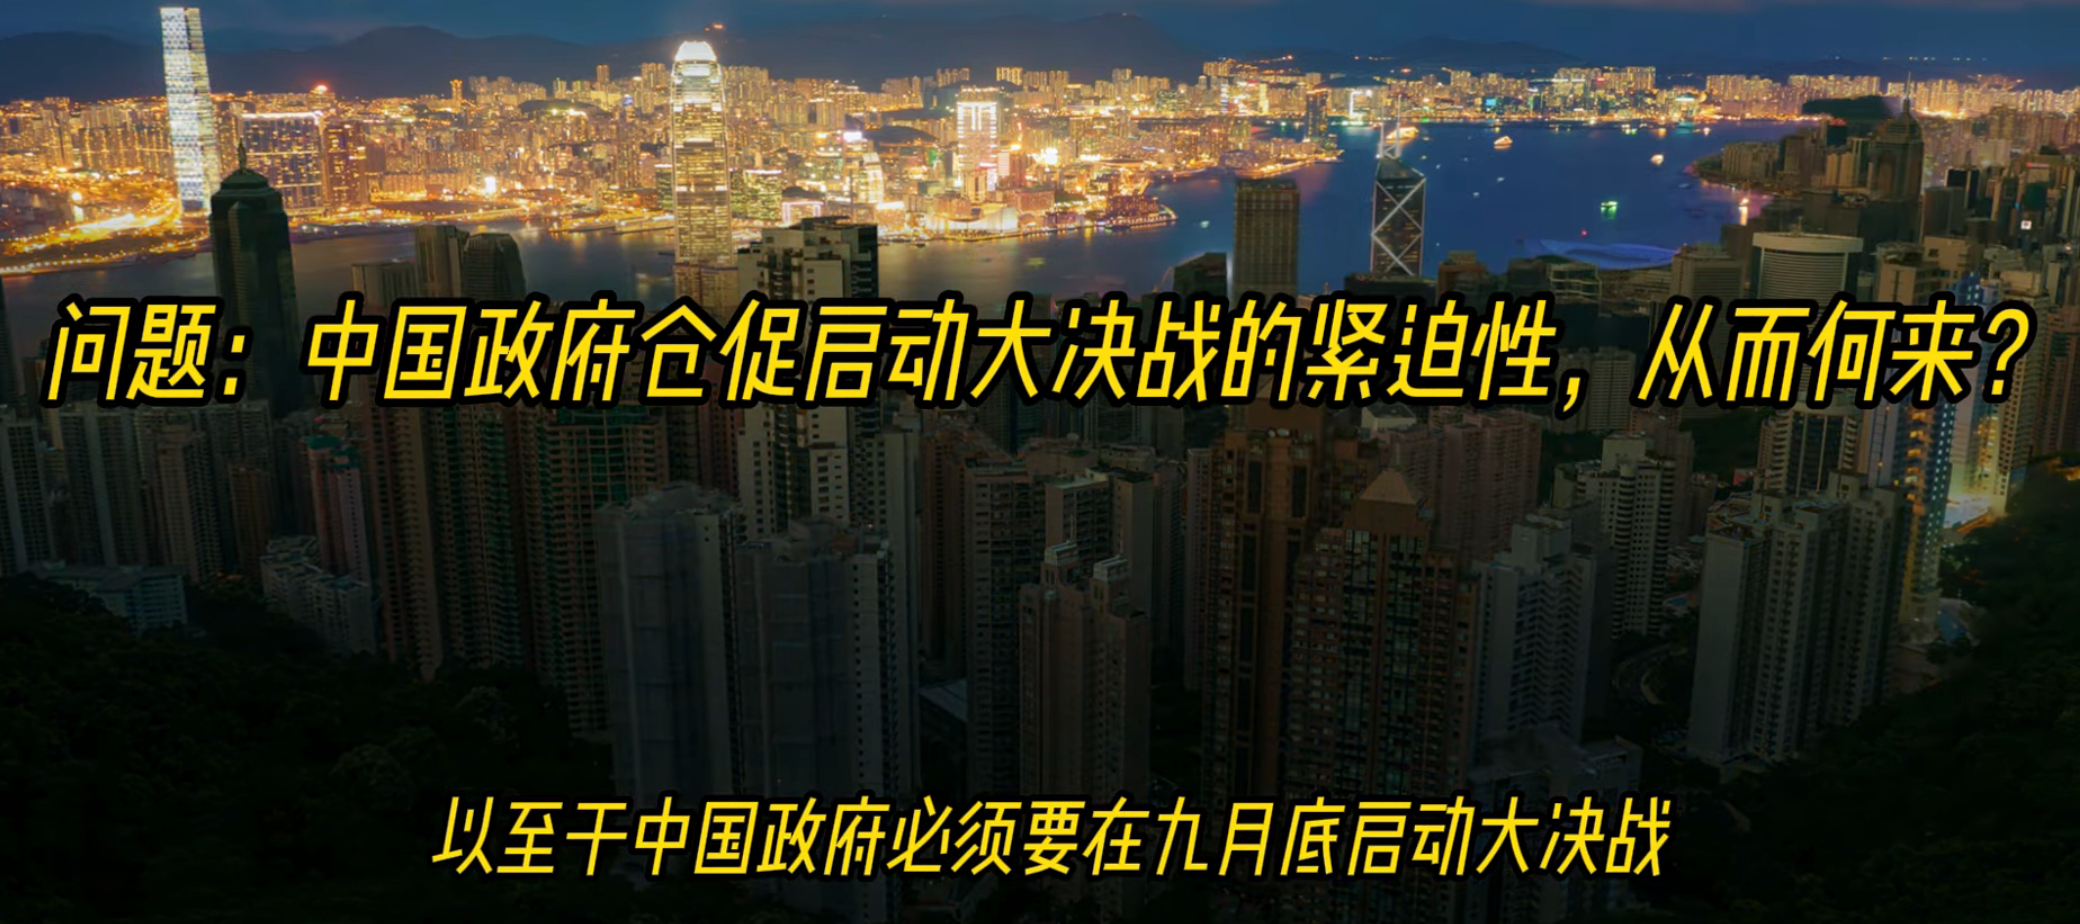 问题：中国政府仓促启动大决战的紧迫性，从而何来？
以至于中国政府必须要在九月底启动大决战